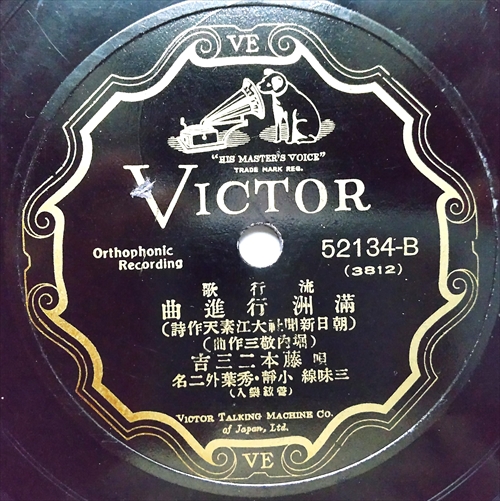 VE
"HIS MASTER'S VOICE"
TRADE MARK REG.
VICTOR
Orthophonic
Recording
52134-B
(3812)
流行歌
滿洲行進曲
(朝日新聞社大江素天作詩)
(堀内敬三作曲)
唄 藤本二三吉
三味線 小靜・秀葉外二名
(管絃樂入)
VICTOR TALKING MACHINE CO.
of Japan, Ltd.
VE